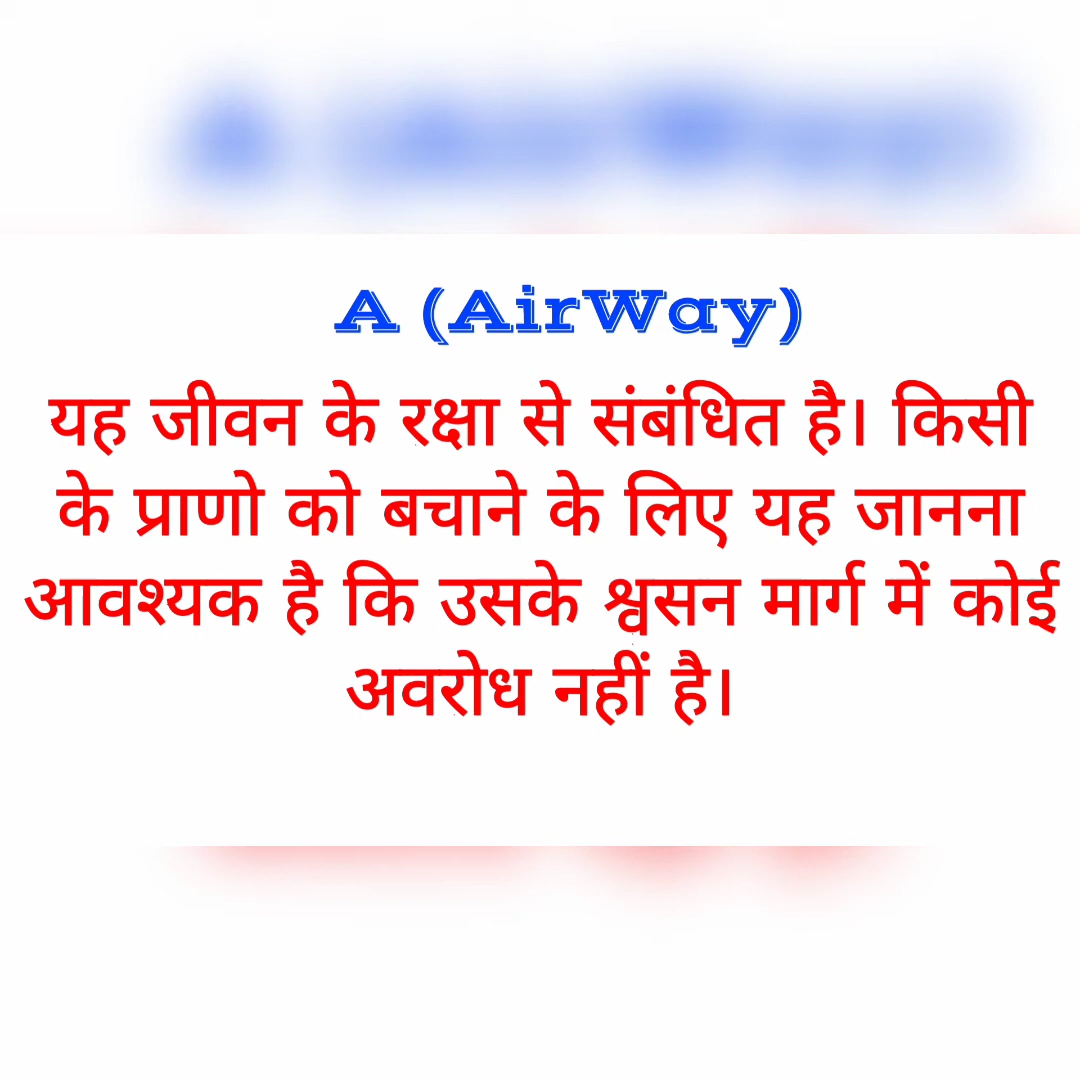 A (AirWay)
यह जीवन के रक्षा से संबंधित है। किसी
के प्राणो को बचाने के लिए यह जानना
आवश्यक है कि उसके श्वसन मार्ग में कोई
अवरोध नहीं है।